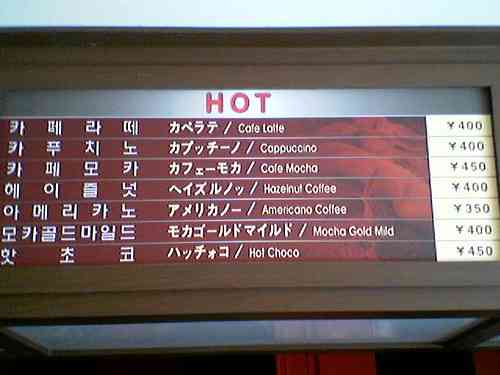 HOT
카페라떼 カペラテ / Cafe Latte ￥400
카푸치노 カプッチーノ / Cappuccino ￥400
카페모카 カフェーモカ / Cafe Mocha ￥450
헤이즐넛 ヘイズルノッ / Hazelnut Coffee ￥400
아메리카노 アメリカノー / Americano Coffee ￥350
모카골드마일드 モカゴールドマイルド / Mocha Gold Mild ￥400
핫초코 ハッチョコ / Hot Choco ￥450